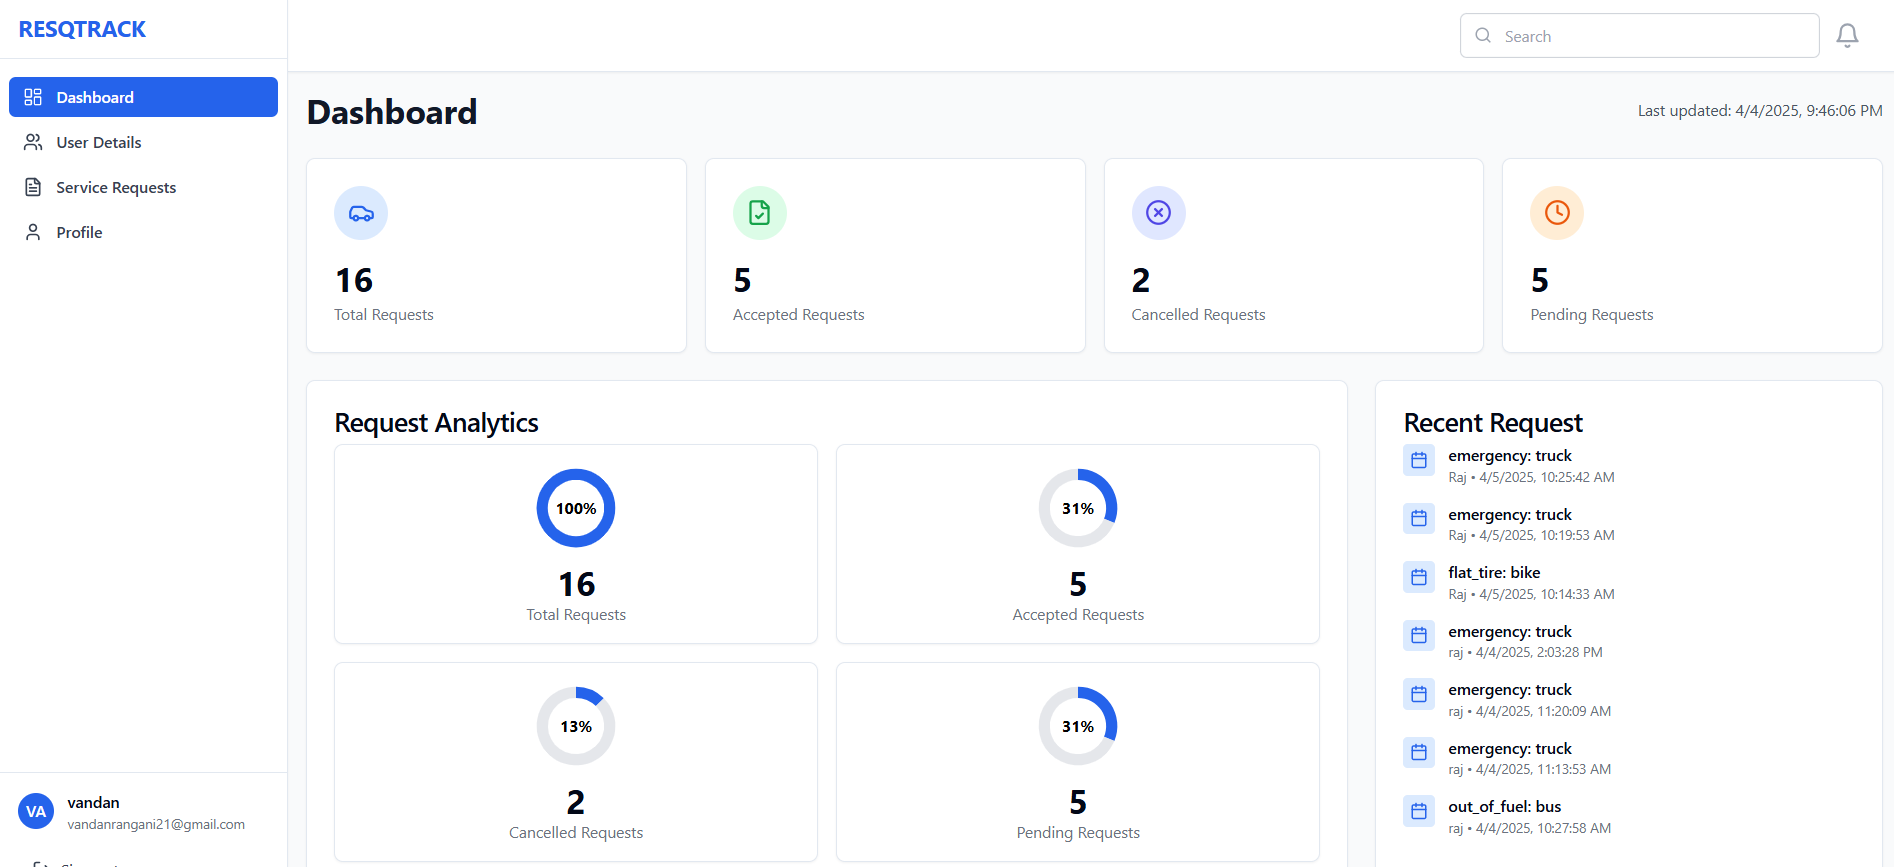 RESQTRACK
Search
Dashboard
User Details
Service Requests
Profile
Dashboard
Last updated: 4/4/2025, 9:46:06 PM
16
Total Requests
5
Accepted Requests
2
Cancelled Requests
5
Pending Requests
Request Analytics
100%
16
Total Requests
31%
5
Accepted Requests
13%
2
Cancelled Requests
31%
5
Pending Requests
Recent Request
emergency: truck
Raj • 4/5/2025, 10:25:42 AM
emergency: truck
Raj • 4/5/2025, 10:19:53 AM
flat_tire: bike
Raj • 4/5/2025, 10:14:33 AM
emergency: truck
raj • 4/4/2025, 2:03:28 PM
emergency: truck
raj • 4/4/2025, 11:20:09 AM
emergency: truck
raj • 4/4/2025, 11:13:53 AM
out_of_fuel: bus
raj • 4/4/2025, 10:27:58 AM
VA
vandan
vandanrangani21@gmail.com